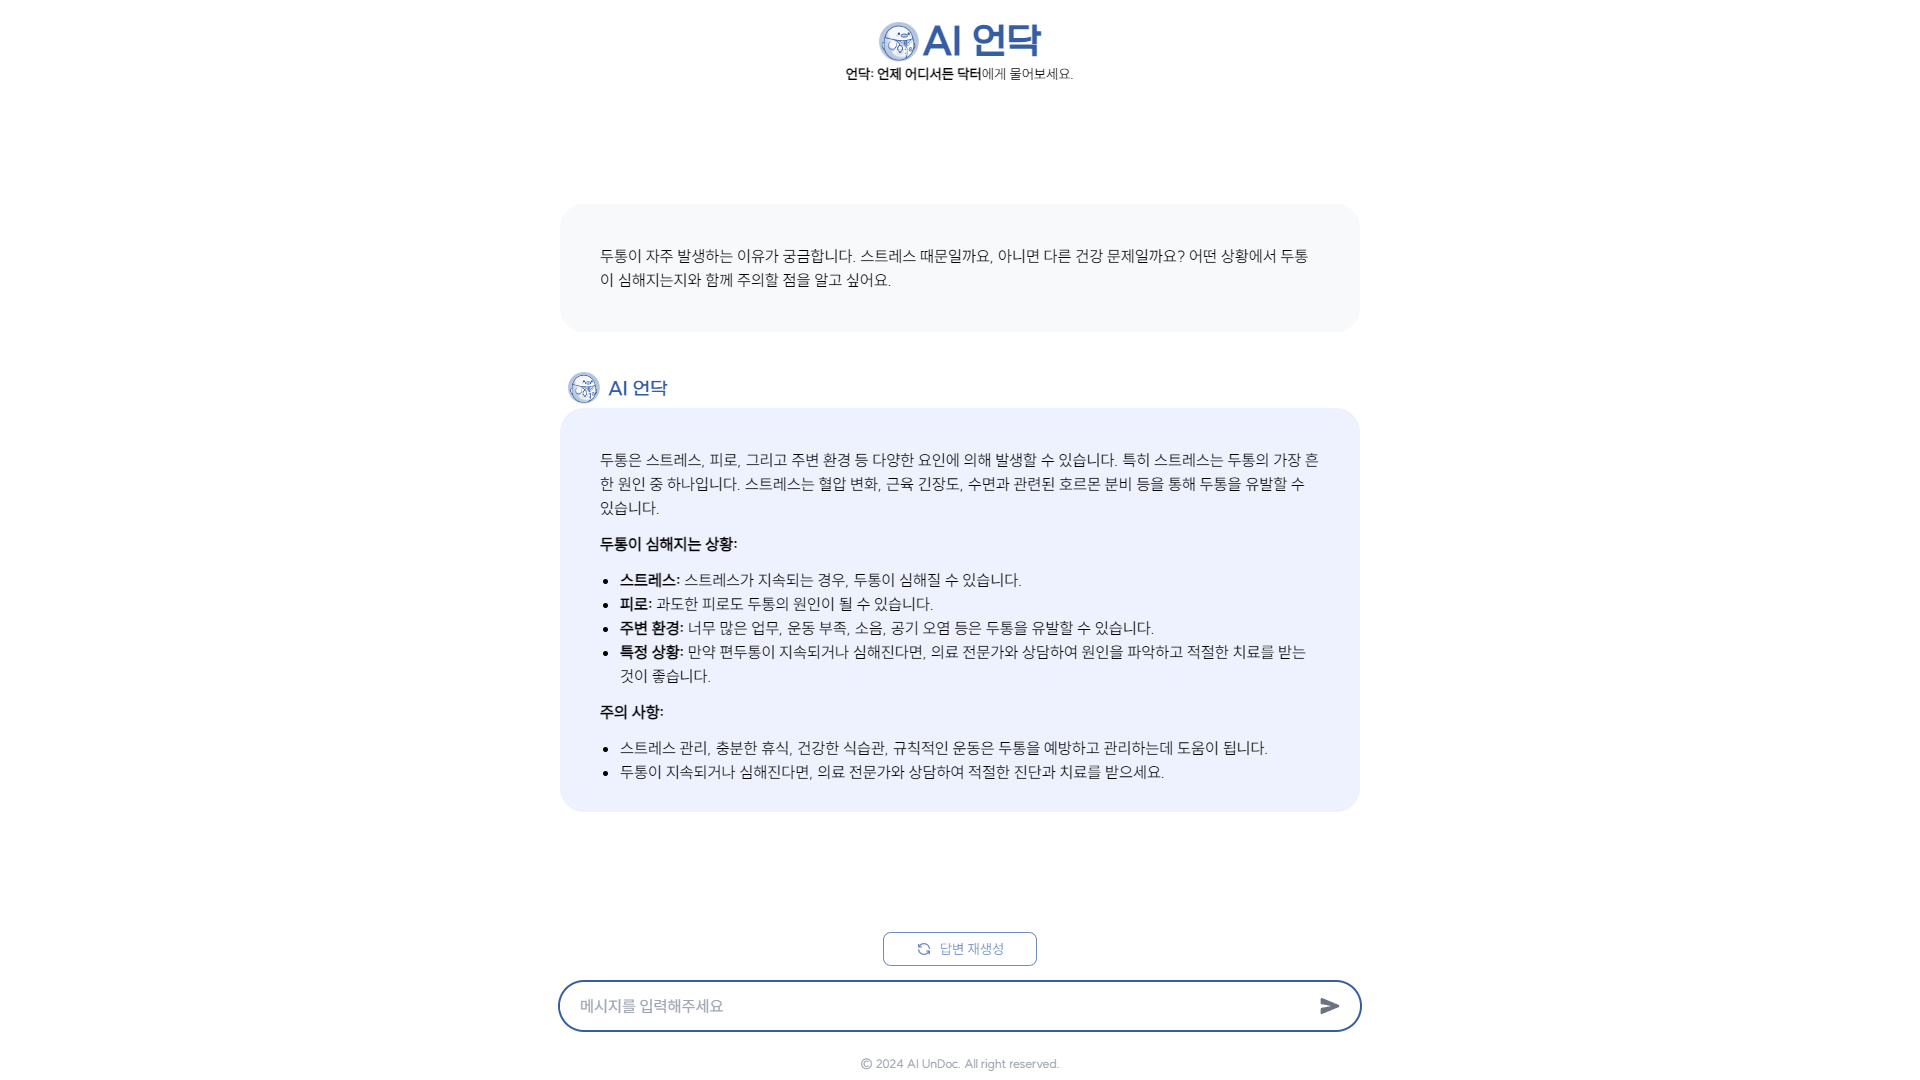 AI 언닥
언닥: 언제 어디서든 닥터에게 물어보세요.
두통이 자주 발생하는 이유가 궁금합니다. 스트레스 때문일까요, 아니면 다른 건강 문제일까요? 어떤 상황에서 두통
이 심해지는지와 함께 주의할 점을 알고 싶어요.
AI 언닥
두통은 스트레스, 피로, 그리고 주변 환경 등 다양한 요인에 의해 발생할 수 있습니다. 특히 스트레스는 두통의 가장 흔
한 원인 중 하나입니다. 스트레스는 혈압 변화, 근육 긴장도, 수면과 관련된 호르몬 분비 등을 통해 두통을 유발할 수
있습니다.
두통이 심해지는 상황:
• 스트레스: 스트레스가 지속되는 경우, 두통이 심해질 수 있습니다.
• 피로: 과도한 피로도 두통의 원인이 될 수 있습니다.
• 주변 환경: 너무 많은 업무, 운동 부족, 소음, 공기 오염 등은 두통을 유발할 수 있습니다.
• 특정 상황: 만약 편두통이 지속되거나 심해진다면, 의료 전문가와 상담하여 원인을 파악하고 적절한 치료를 받는
것이 좋습니다.
주의 사항:
• 스트레스 관리, 충분한 휴식, 건강한 식습관, 규칙적인 운동은 두통을 예방하고 관리하는데 도움이 됩니다.
• 두통이 지속되거나 심해진다면, 의료 전문가와 상담하여 적절한 진단과 치료를 받으세요.
답변 재생성
메시지를 입력해주세요
© 2024 AI UnDoc. All right reserved.